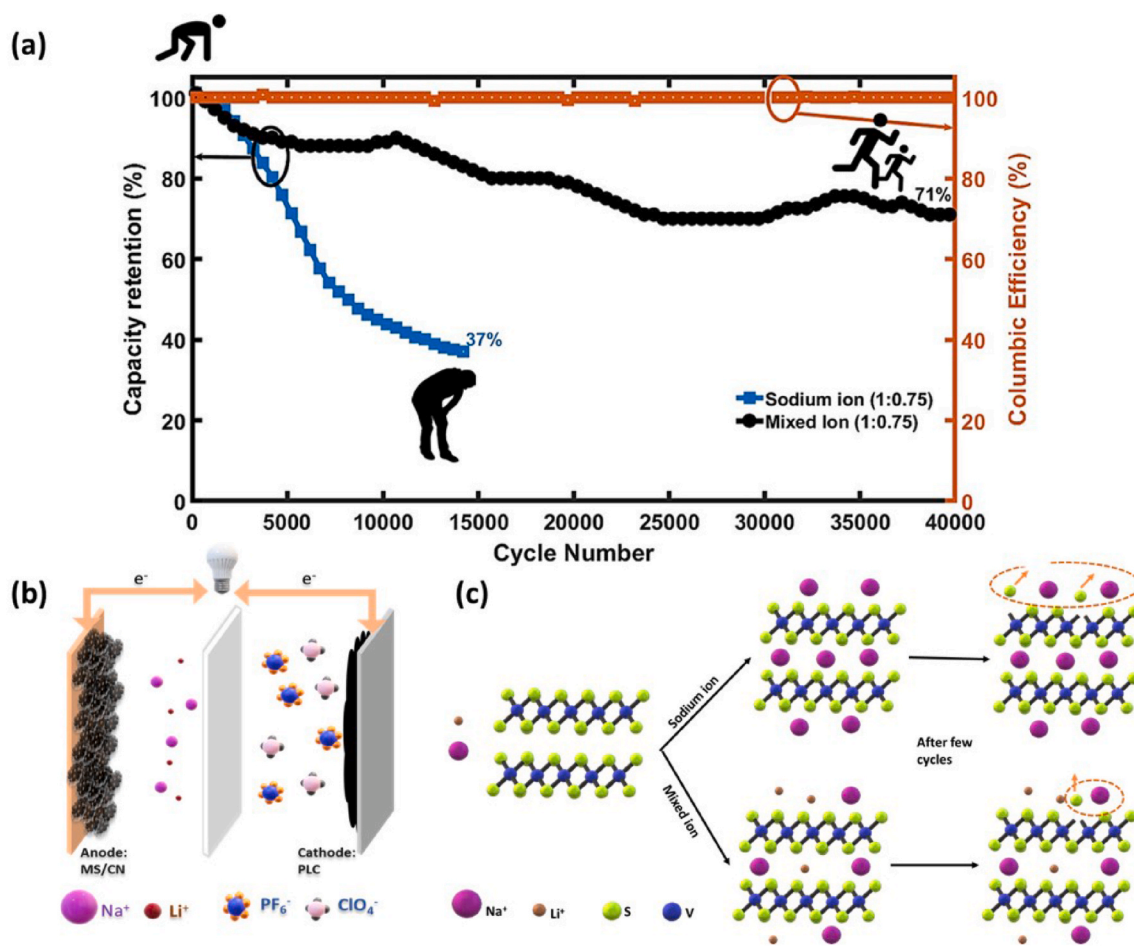 (a)
Capacity retention (%)
100
80
60
40
20
0
71%
37%
Sodium ion (1:0.75)
Mixed Ion (1:0.75)
100
80
60
40
20
0
Columbic Efficiency (%)
0 5000 10000 15000 20000 25000 30000 35000 40000
Cycle Number
(b)
e-
e-
Anode:
MS/CN
Cathode:
PLC
Na+ Li+ PF6- ClO4-
(c)
Sodium ion
Mixed ion
After few
cycles
Na+ Li+ S V